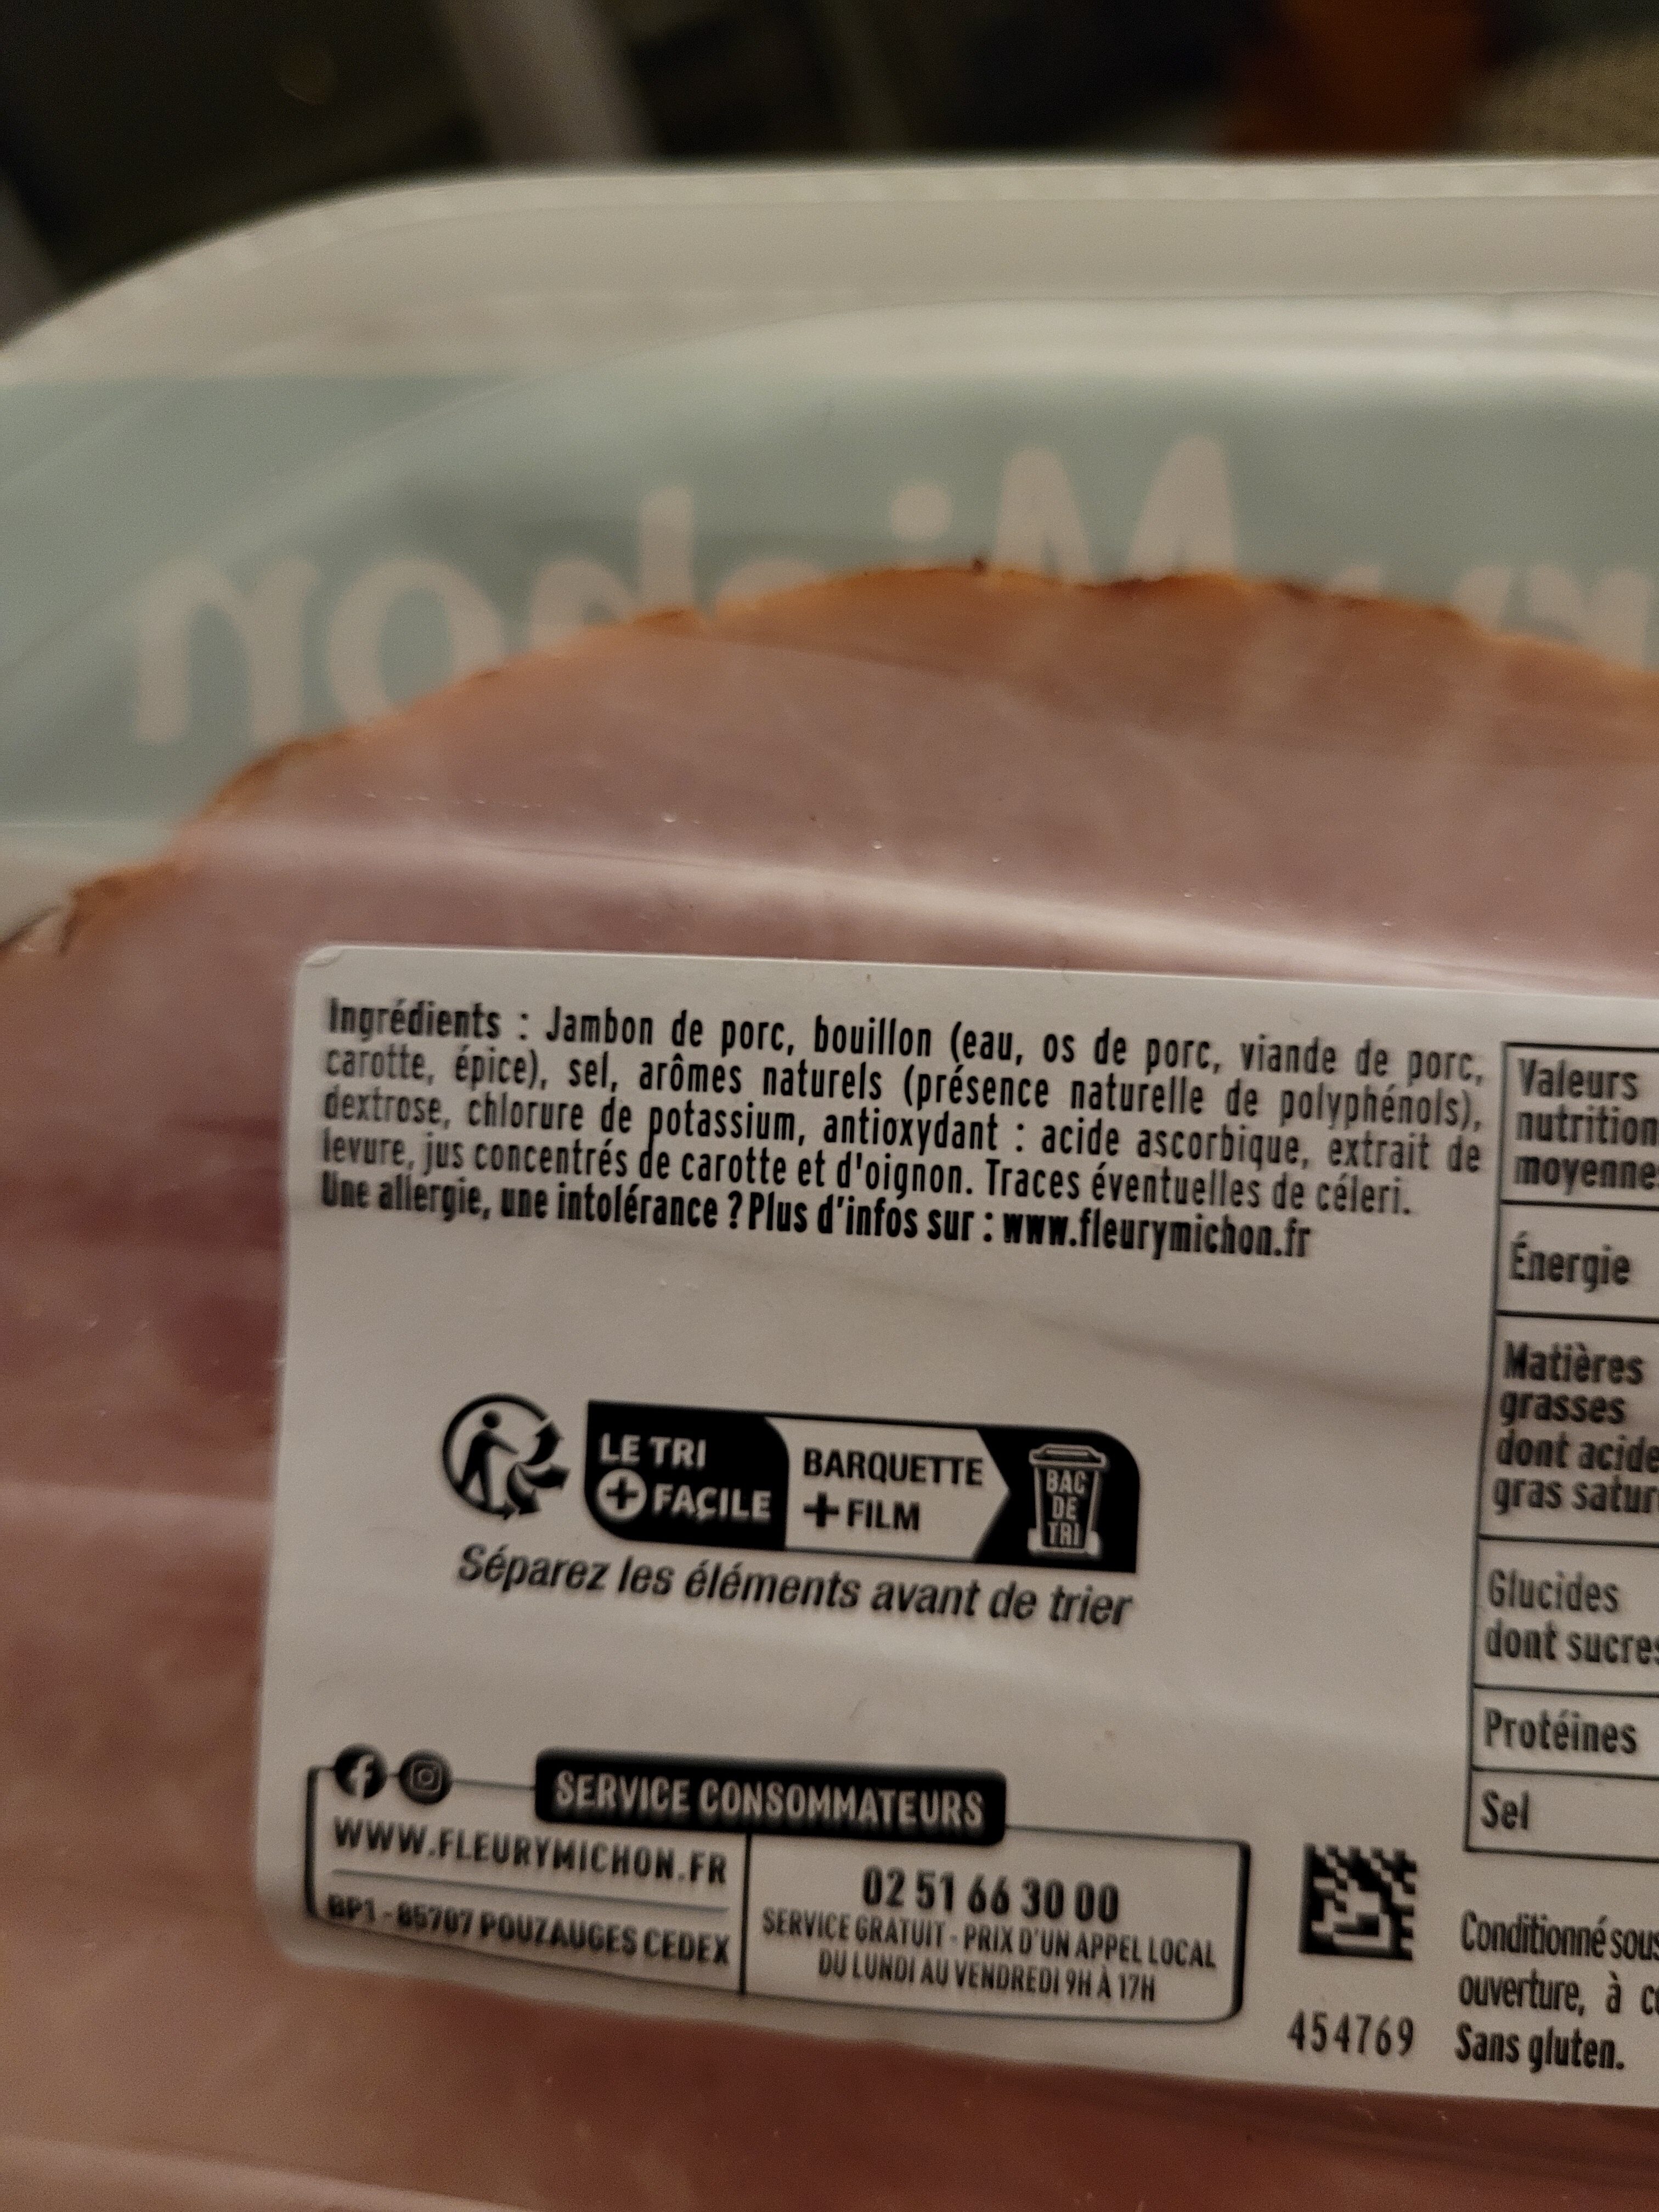 Michon
Ingrédients : Jambon de porc, bouillon (eau, os de porc, viande de porc,
carotte, épice), sel, arômes naturels (présence naturelle de polyphénols),
dextrose, chlorure de potassium, antioxydant : acide ascorbique, extrait de
levure, jus concentrés de carotte et d'oignon. Traces éventuelles de céleri.
Une allergie, une intolérance ? Plus d'infos sur : www.fleurymichon.fr
LE TRI
+ FACILE
BARQUETTE
+ FILM
BAC
DE
TRI
Séparez les éléments avant de trier
SERVICE CONSOMMATEURS
WWW.FLEURYMICHON.FR
BP1 - 85707 POUZAUGES CEDEX
02 51 66 30 00
SERVICE GRATUIT - PRIX D'UN APPEL LOCAL
DU LUNDI AU VENDREDI 9H À 17H
454769
Valeurs
nutrition
moyennes
Énergie
Matières
grasses
dont acide
gras satur
Glucides
dont sucres
Protéines
Sel
Conditionné sous
ouverture, à
Sans gluten.